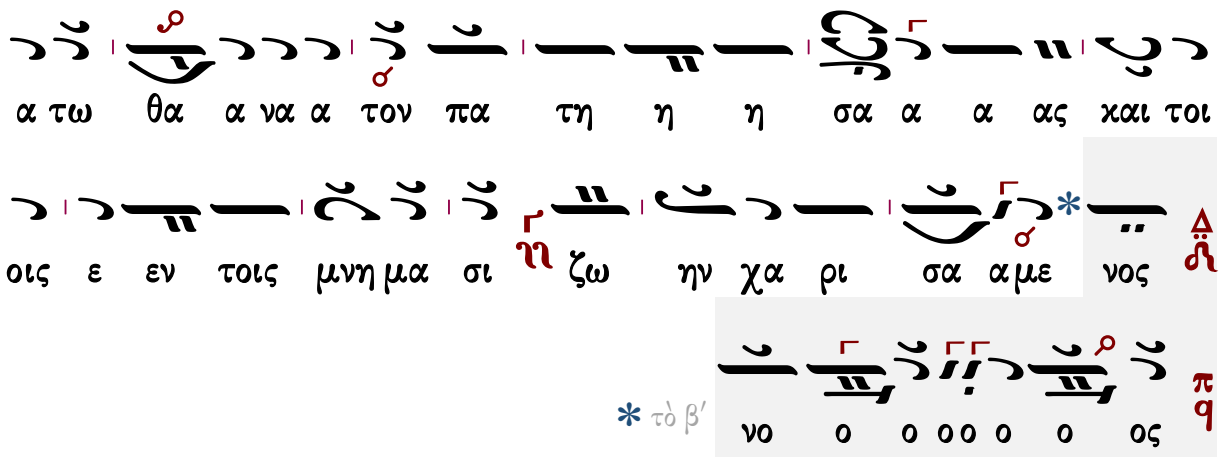 α τω θα α να α τον πα τη η η σα α α ας και τοι
οις ε εν τοις μνη μα σι ζω ην χα ρι σα α με * νος
* τὸ β′ νο ο ο ο ο ο ο ος